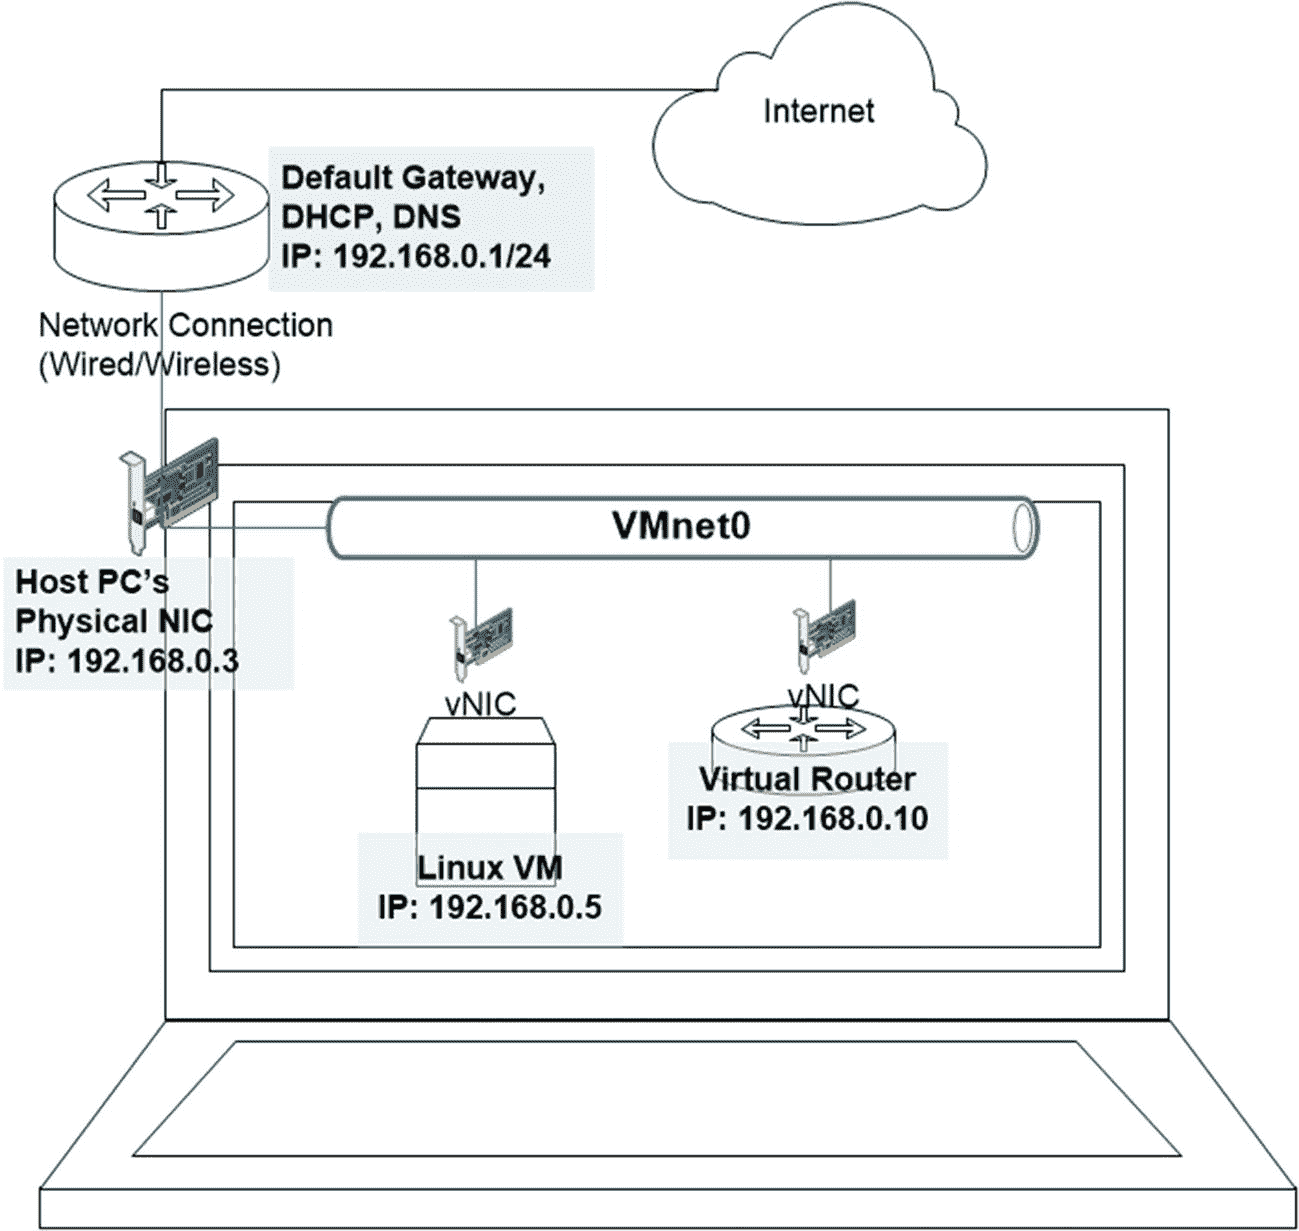 Internet
Default Gateway,
DHCP, DNS
IP: 192.168.0.1/24
Network Connection
(Wired/Wireless)
VMnet0
Host PC's
Physical NIC
IP: 192.168.0.3
vNIC
vNIC
Virtual Router
IP: 192.168.0.10
Linux VM
IP: 192.168.0.5